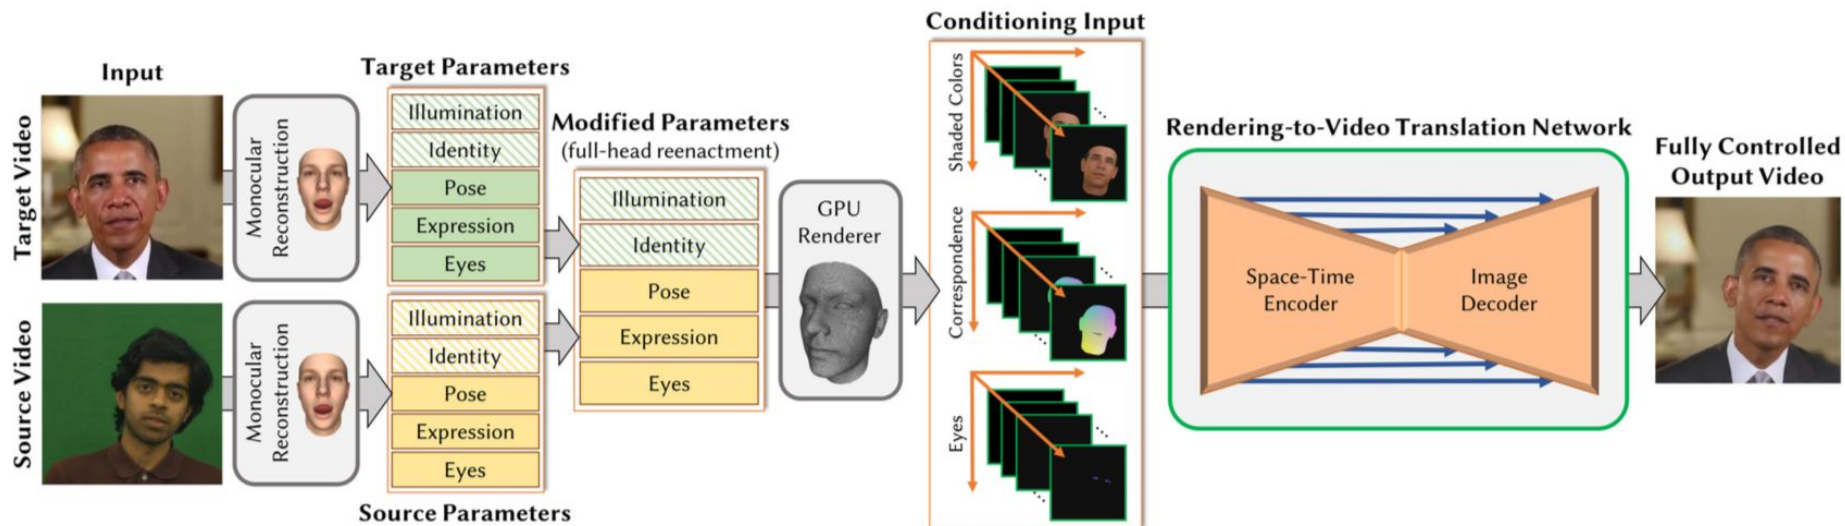 Input
Target Video
Source Video
Monocular
Reconstruction
Monocular
Reconstruction
Target Parameters
Illumination
Identity
Pose
Expression
Eyes
Illumination
Identity
Pose
Expression
Eyes
Source Parameters
Modified Parameters
(full-head reenactment)
Illumination
Identity
Pose
Expression
Eyes
GPU
Renderer
Conditioning Input
Shaded Colors
Correspondence
Eyes
Rendering-to-Video Translation Network
Space-Time
Encoder
Image
Decoder
Fully Controlled
Output Video